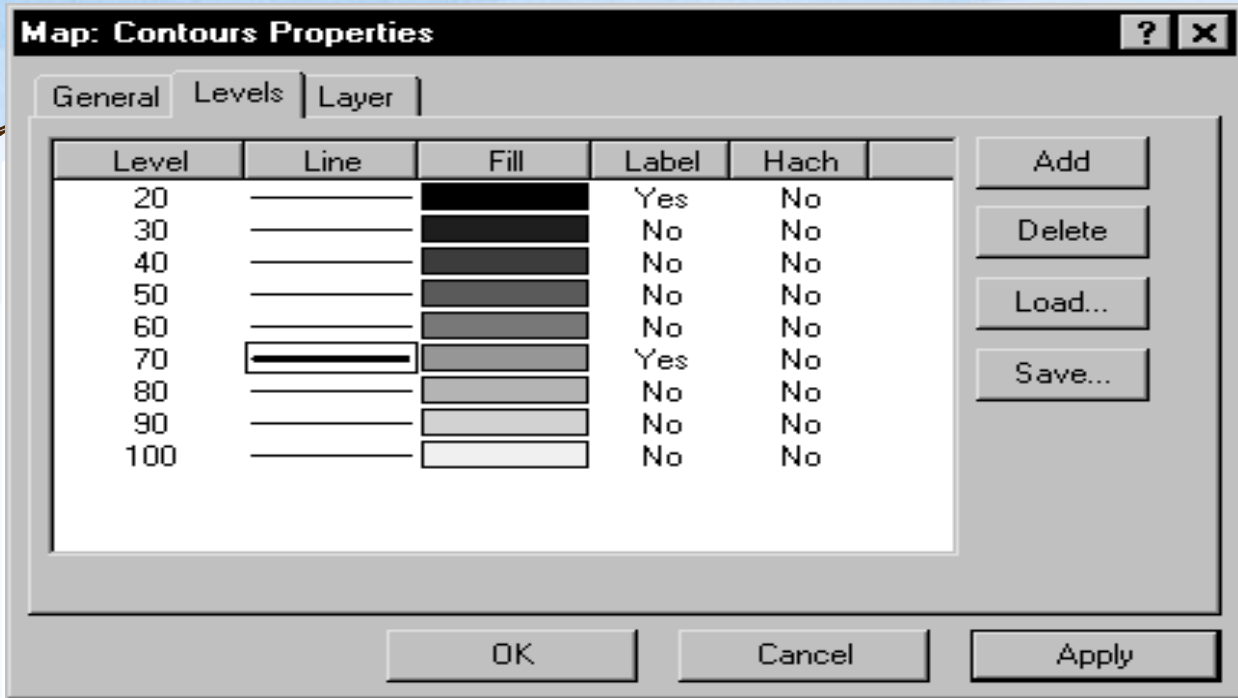 Map: Contours Properties
General Levels Layer
Level Line Fill Label Hach
20 Yes No
30 No No
40 No No
50 No No
60 No No
70 Yes No
80 No No
90 No No
100 No No
Add
Delete
Load...
Save...
OK Cancel Apply